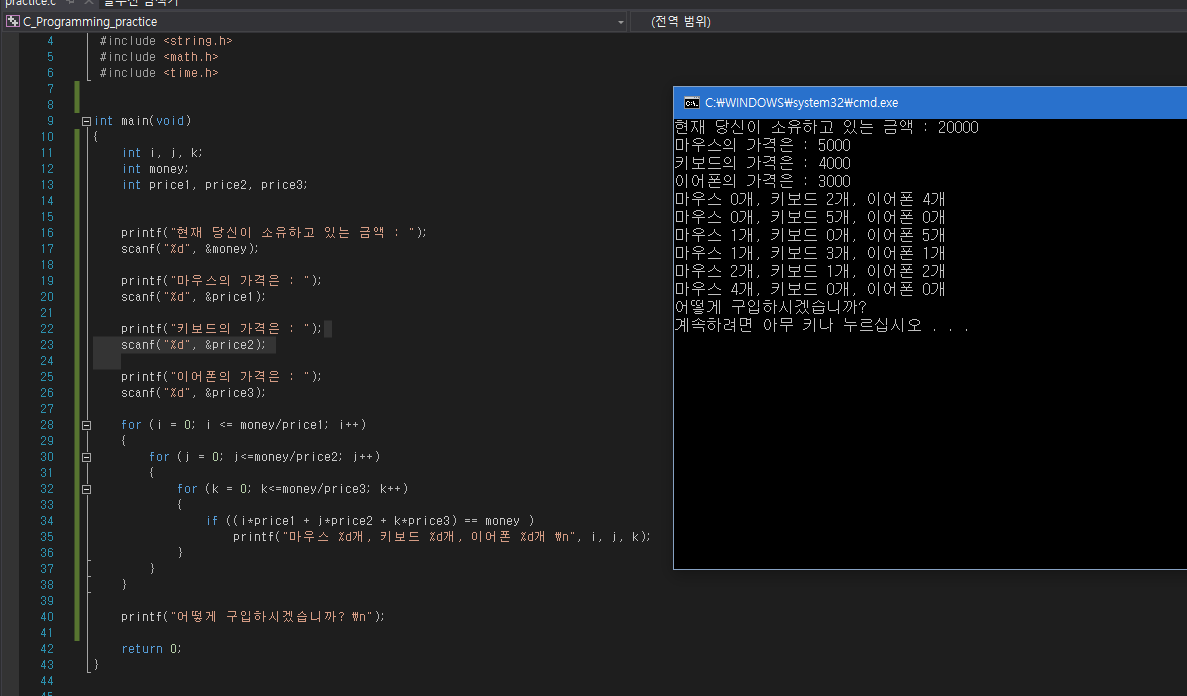 practice.c
C_Programming_practice
(전역 범위)
4 #include <string.h>
5 #include <math.h>
6 #include <time.h>
7
8
9 int main(void)
10 {
11 int i, j, k;
12 int money;
13 int price1, price2, price3;
14
15
16 printf("현재 당신이 소유하고 있는 금액 : ");
17 scanf("%d", &money);
18
19 printf("마우스의 가격은 : ");
20 scanf("%d", &price1);
21
22 printf("키보드의 가격은 : ");
23 scanf("%d", &price2);
24
25 printf("이어폰의 가격은 : ");
26 scanf("%d", &price3);
27
28 for (i = 0; i <= money/price1; i++)
29 {
30 for (j = 0; j<=money/price2; j++)
31 {
32 for (k = 0; k<=money/price3; k++)
33 {
34 if ((i*price1 + j*price2 + k*price3) == money )
35 printf("마우스 %d개, 키보드 %d개, 이어폰 %d개 ₩n", i, j, k);
36 }
37 }
38 }
39
40 printf("어떻게 구입하시겠습니까? ₩n");
41
42 return 0;
43 }
44
45
C:₩WINDOWS₩system32₩cmd.exe
현재 당신이 소유하고 있는 금액 : 20000
마우스의 가격은 : 5000
키보드의 가격은 : 4000
이어폰의 가격은 : 3000
마우스 0개, 키보드 2개, 이어폰 4개
마우스 0개, 키보드 5개, 이어폰 0개
마우스 1개, 키보드 0개, 이어폰 5개
마우스 1개, 키보드 3개, 이어폰 1개
마우스 2개, 키보드 1개, 이어폰 2개
마우스 4개, 키보드 0개, 이어폰 0개
어떻게 구입하시겠습니까?
계속하려면 아무 키나 누르십시오 . . .